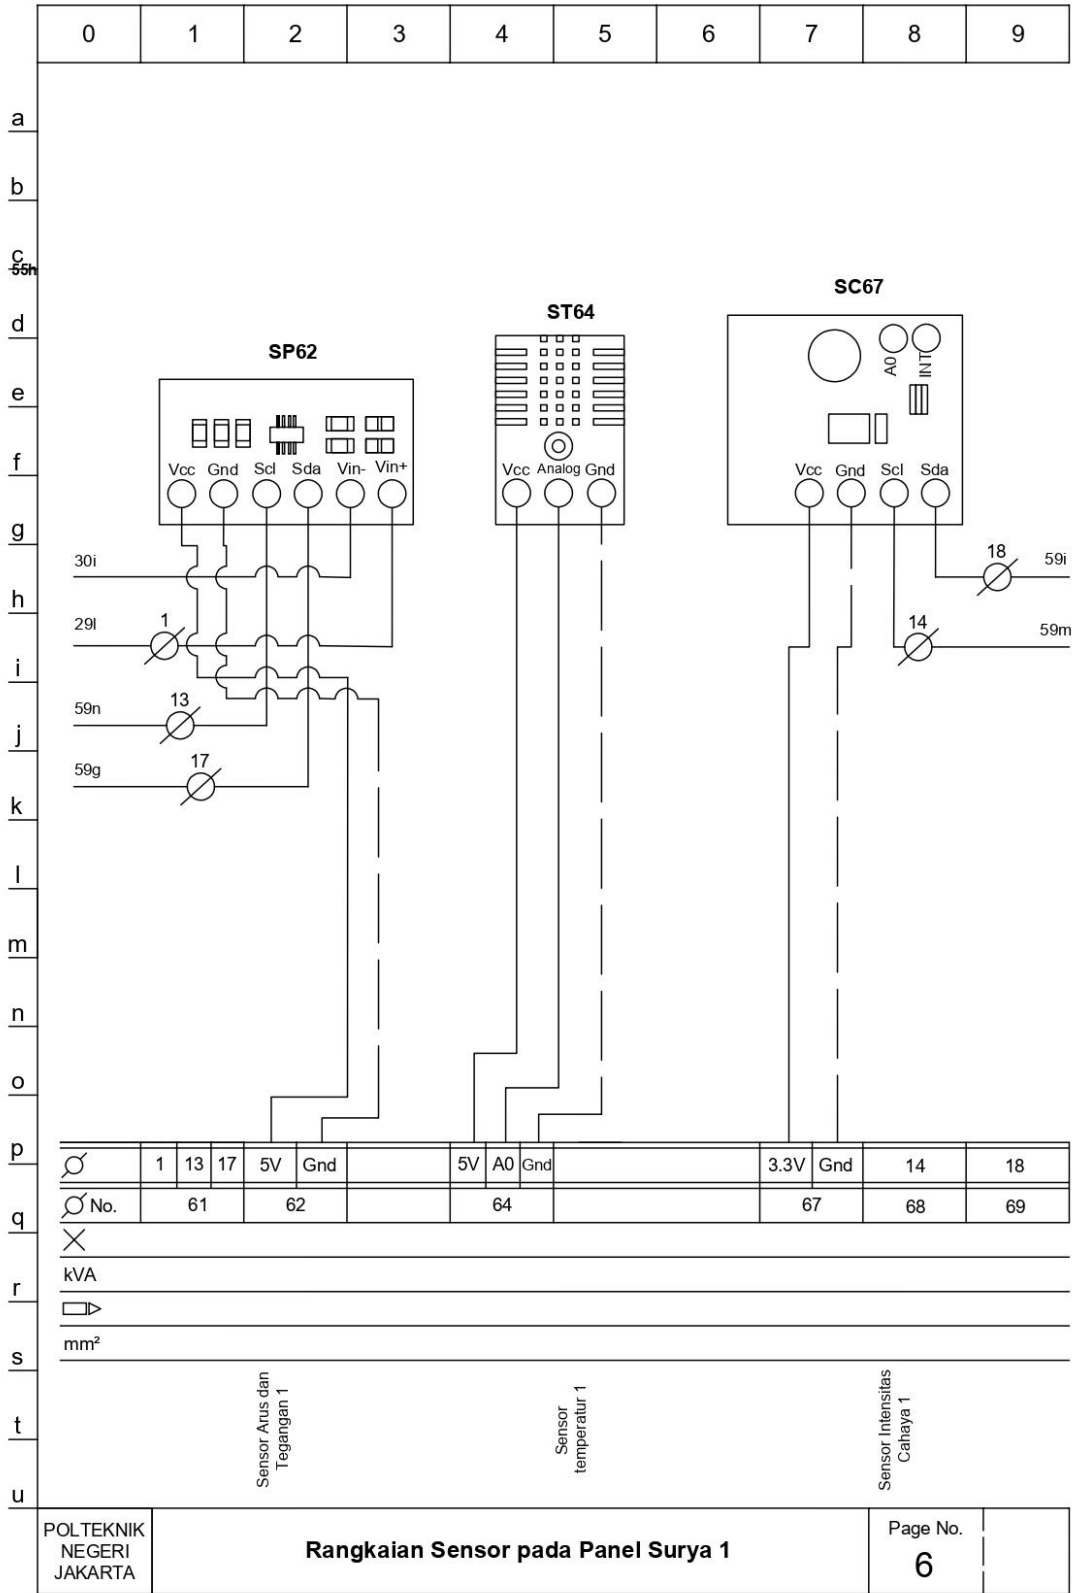 0 1 2 3 4 5 6 7 8 9
a
b
c
55h
d
e
f
g
h
i
j
k
l
m
n
o
p
q
r
s
t
u
SP62
Vcc Gnd Scl Sda Vin- Vin+
ST64
Vcc Analog Gnd
SC67
A0 INT
Vcc Gnd Scl Sda
30i
29l
1
59n
13
59g
17
18
59i
14
59m
1 13 17 5V Gnd 5V A0 Gnd 3.3V Gnd 14 18
No. 61 62 64 67 68 69
kVA
mm²
Sensor Arus dan
Tegangan 1
Sensor
temperatur 1
Sensor Intensitas
Cahaya 1
POLTEKNIK
NEGERI
JAKARTA
Rangkaian Sensor pada Panel Surya 1
Page No.
6